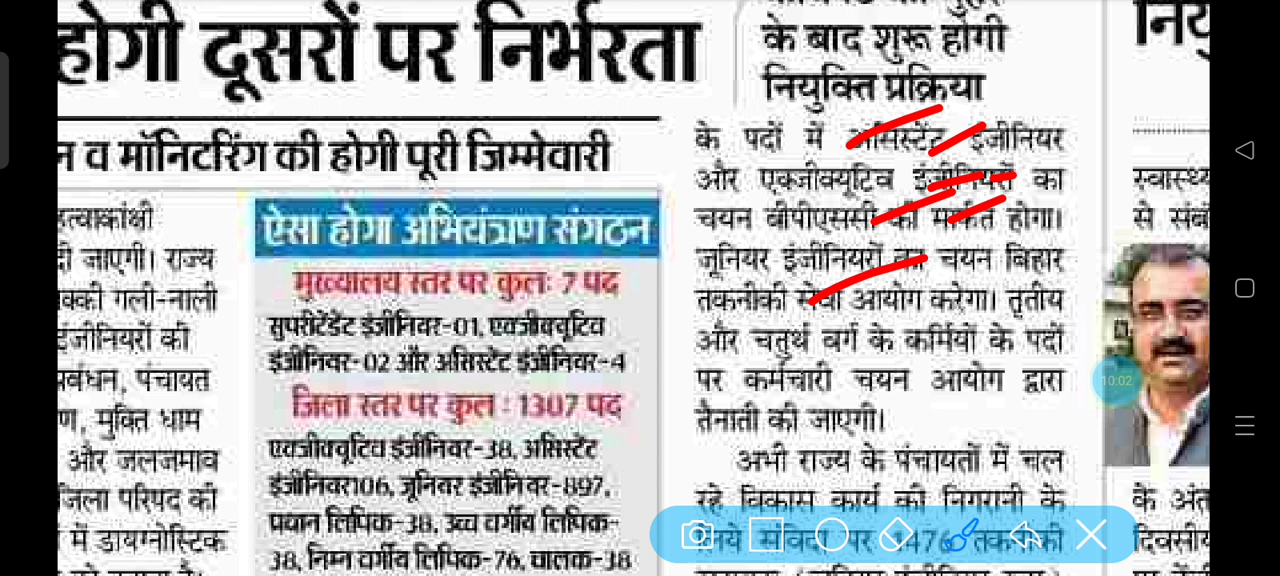 होगी दूसरों पर निर्भरता
व मॉनिटरिंग की होगी पूरी जिम्मेवारी
दी जाएगी। राज्य
गली-नाली
इंजीनियरों की
पंचायत
मुक्ति धाम
और जलजमाव
जिला परिषद की
में डायग्नोस्टिक
ऐसा होगा अभियंत्रण संगठन
मुख्यालय स्तर पर कुलः 7 पद
सुपरीटेंडेंट इंजीनियर-01, एक्जीक्यूटिव
इंजीनियर-02 और असिस्टेंट इंजीनियर-4
जिला स्तर पर कुल : 1307 पद
एक्जीक्यूटिव इंजीनियर-38, असिस्टेंट
इंजीनियर106, जूनियर इंजीनियर-897,
प्रधान लिपिक-38, उच्च वर्गीय लिपिक-
38, निम्न वर्गीय लिपिक-76, चालक-38
के बाद शुरू होगी
नियुक्ति प्रक्रिया
के पदों में असिस्टेंट इंजीनियर
और एक्जीक्यूटिव इंजीनियरों का
चयन बीपीएससी की मार्फत होगा।
जूनियर इंजीनियरों का चयन बिहार
तकनीकी सेवा आयोग करेगा। तृतीय
और चतुर्थ वर्ग के कर्मियों के पदों
पर कर्मचारी चयन आयोग द्वारा
तैनाती की जाएगी।
अभी राज्य के पंचायतों में चल
रहे विकास कार्य की निगरानी के
लिये संविदा पर 1476 तकनीकी
से
10:02
के